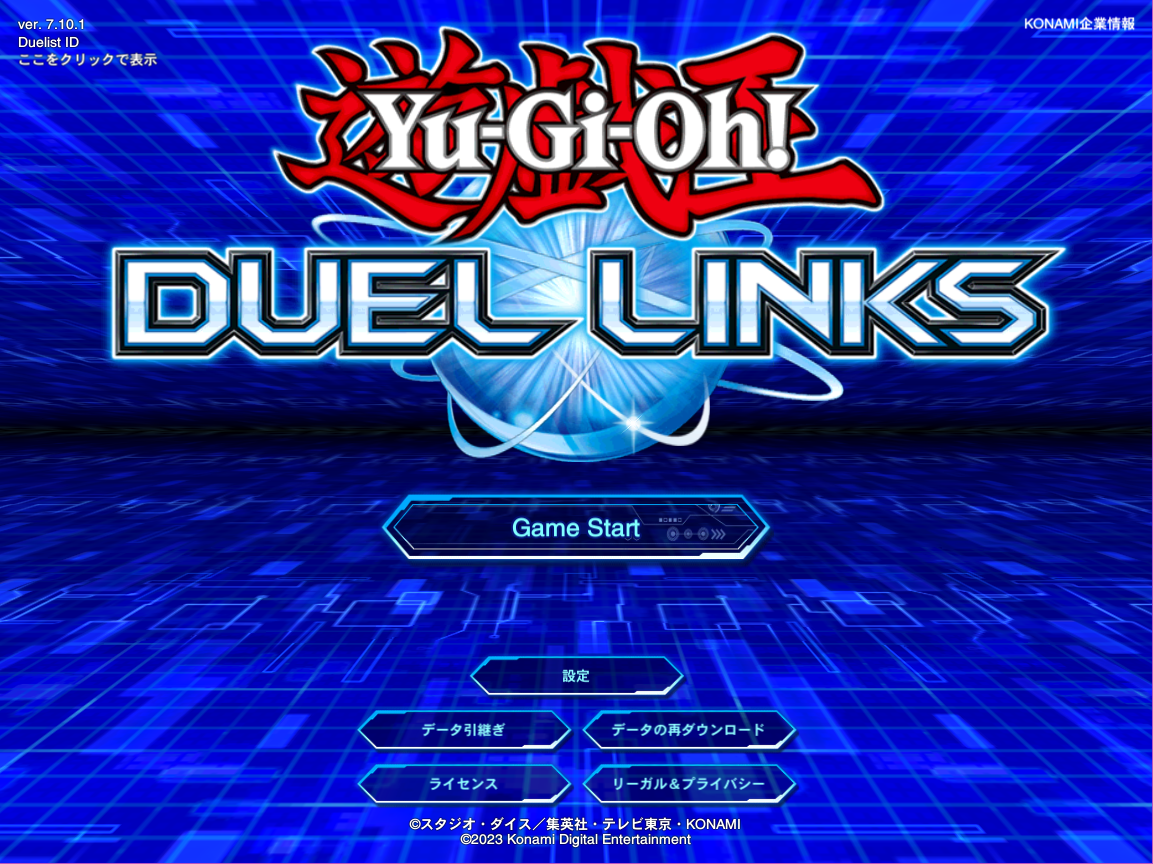 ver. 7.10.1
Duelist ID
ここをクリックで表示
KONAMI企業情報
遊戯王
Yu-Gi-Oh!
DUEL LINKS
Game Start
設定
データ引継ぎ
データの再ダウンロード
ライセンス
リーガル＆プライバシー
©スタジオ・ダイス／集英社・テレビ東京・KONAMI
©2023 Konami Digital Entertainment